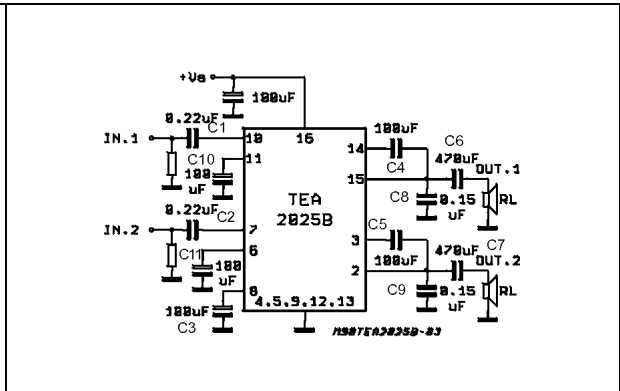 +Vs
100uF
0.22uF
C1
IN.1
10
16
11
C10
100
uF
100uF
C6
14
C4
470uF
OUT.1
15
C8
0.15
uF
RL
TEA
2025B
0.22uF
C2
IN.2
7
6
C11
100
uF
8
100uF
C3
C5
3
100uF
470uF
C7
OUT.2
2
C9
0.15
uF
RL
4.5.9.12.13
M90TEA2025B-03